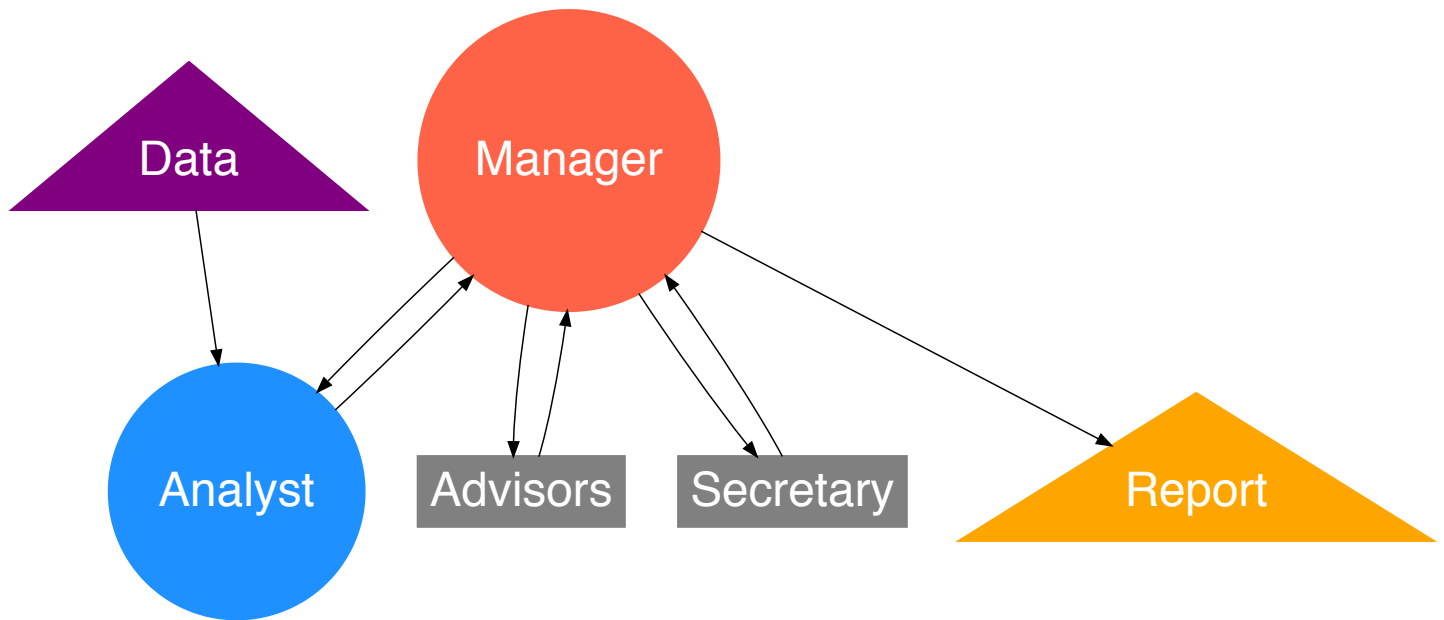 Data
Manager
Analyst
Advisors
Secretary
Report